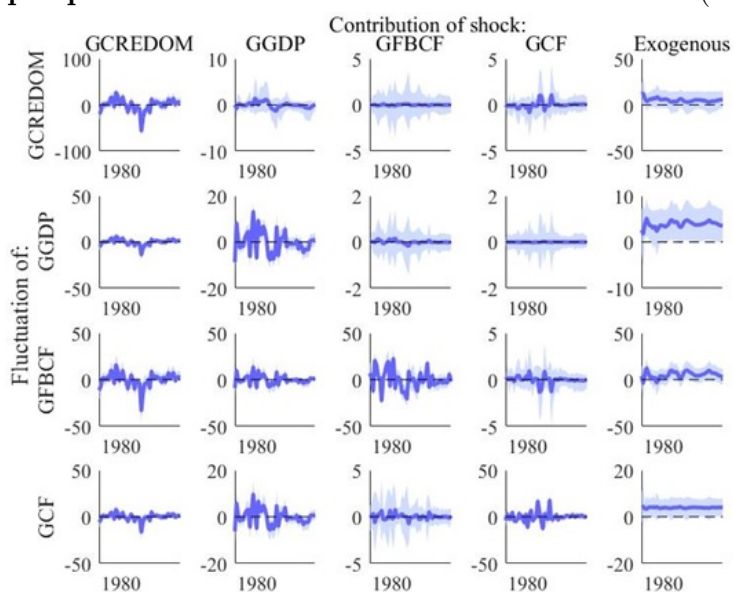 Contribution of shock:
GCREDOM GGDP GFBCF GCF Exogenous
Fluctuation of:
GCREDOM
100 10 5 5 50
0 0 0 0 0
-100 -10 -5 -5 -50
1980 1980 1980 1980 1980
GGDP
50 20 2 2 10
0 0 0 0 0
-50 -20 -2 -2 -10
1980 1980 1980 1980 1980
GFBCF
50 50 50 5 50
0 0 0 0 0
-50 -50 -50 -5 -50
1980 1980 1980 1980 1980
GCF
50 20 5 50 20
0 0 0 0 0
-50 -20 -5 -50 -20
1980 1980 1980 1980 1980